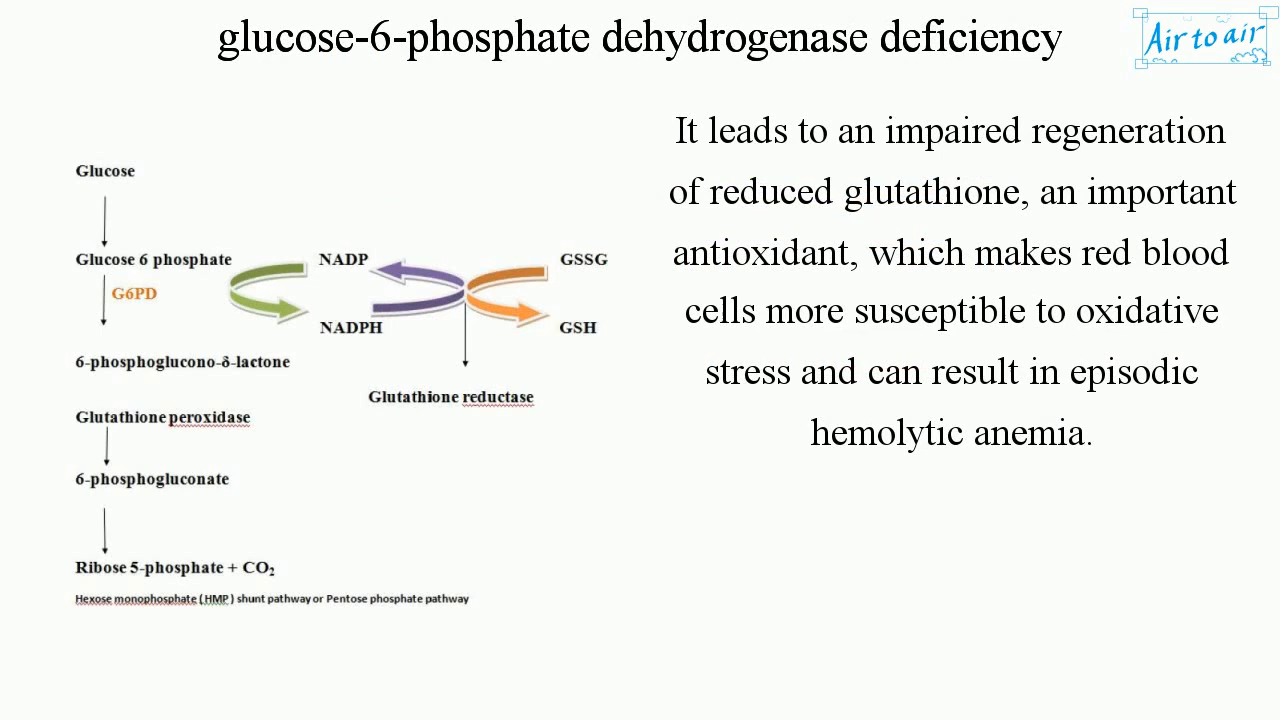 glucose-6-phosphate dehydrogenase deficiency
Air to air
It leads to an impaired regeneration
of reduced glutathione, an important
antioxidant, which makes red blood
cells more susceptible to oxidative
stress and can result in episodic
hemolytic anemia.
Glucose
Glucose 6 phosphate
NADP
GSSG
G6PD
NADPH
GSH
6-phosphoglucono-δ-lactone
Glutathione reductase
Glutathione peroxidase
6-phosphogluconate
Ribose 5-phosphate + CO₂
Hexose monophosphate (HMP) shunt pathway or Pentose phosphate pathway